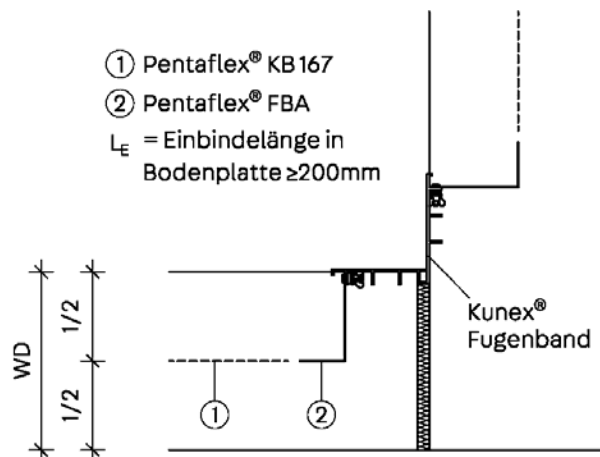 ① Pentaflex® KB 167
② Pentaflex® FBA
L_E = Einbindelänge in
Bodenplatte ≥200mm
Kunex®
Fugenband
WD
1/2
1/2
①
②